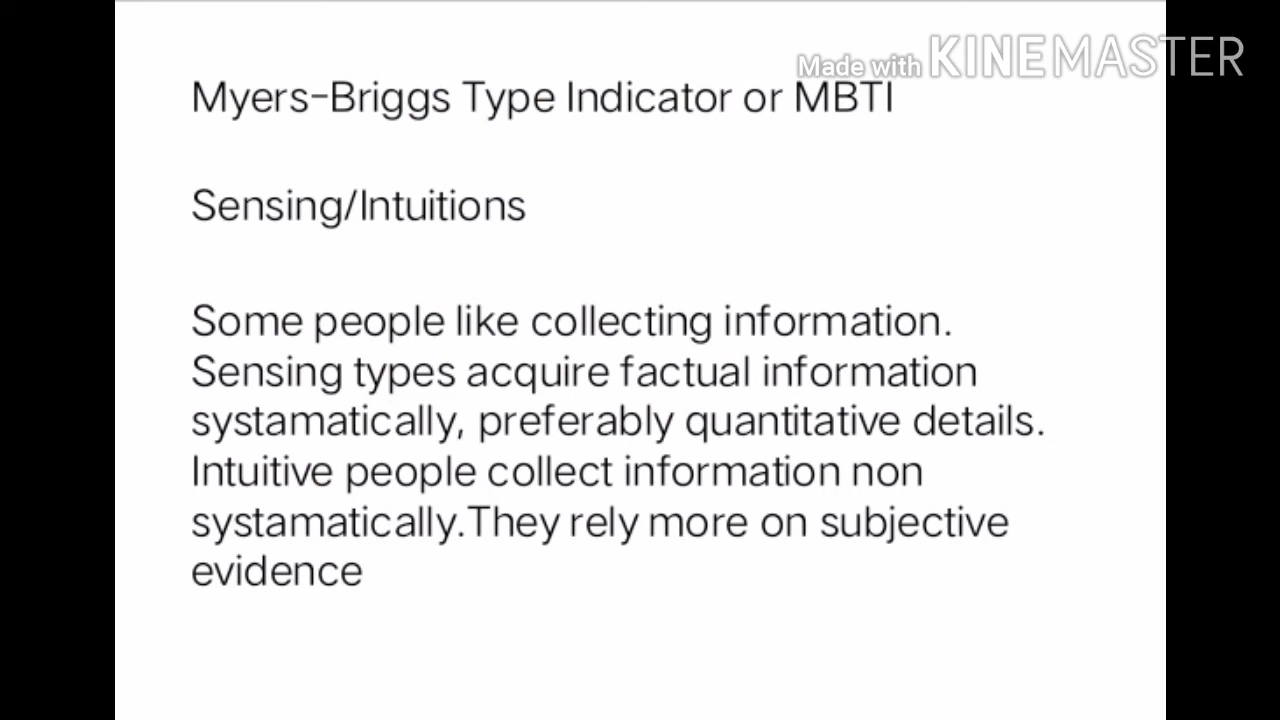 Made with KINEMASTER
Myers-Briggs Type Indicator or MBTI
Sensing/Intuitions
Some people like collecting information.
Sensing types acquire factual information
systamatically, preferably quantitative details.
Intuitive people collect information non
systamatically.They rely more on subjective
evidence